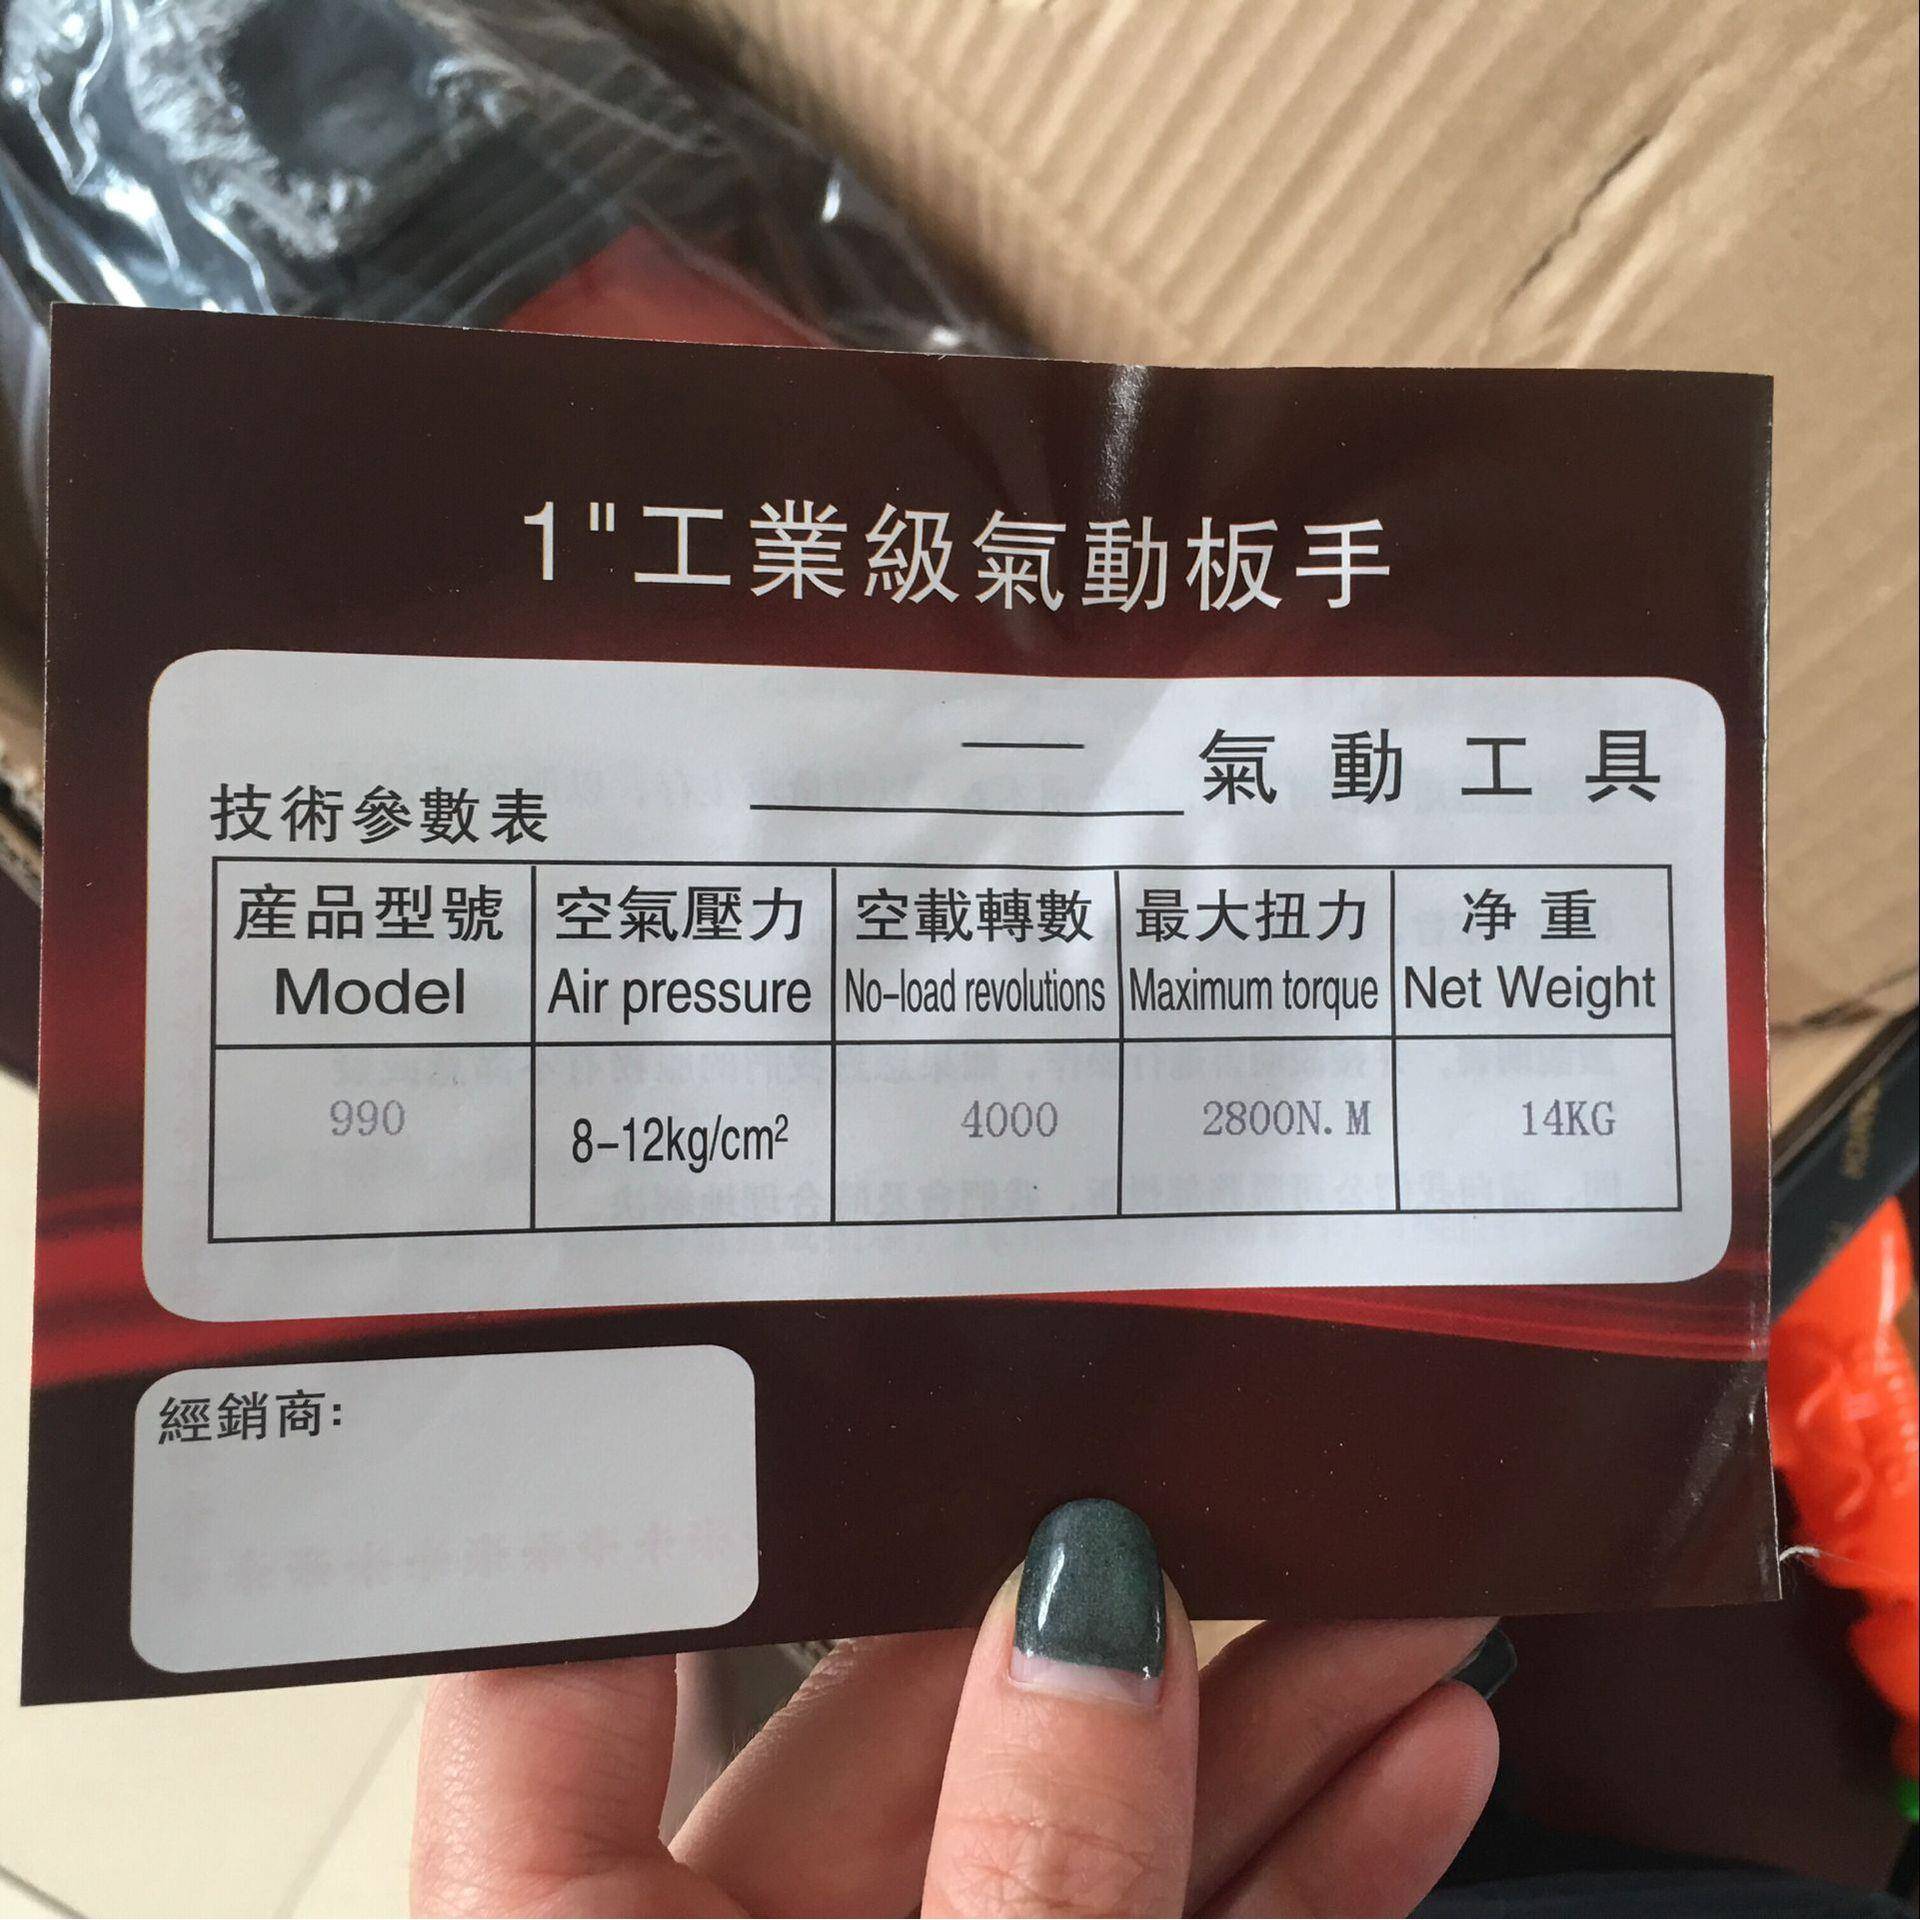 1"工業級氣動板手
氣動工具
技術參數表
産品型號 空氣壓力 空載轉數 最大扭力 净重
Model Air pressure No-load revolutions Maximum torque Net Weight
990 8-12kg/cm² 4000 2800N.M 14KG
經銷商: